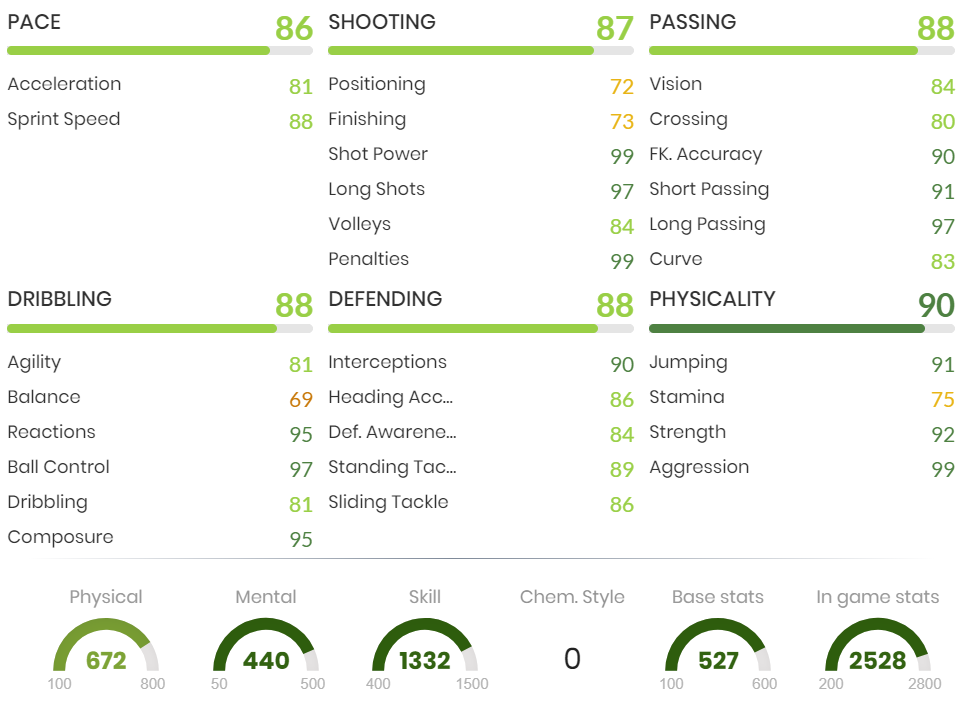 PACE 86
Acceleration 81
Sprint Speed 88
SHOOTING 87
Positioning 72
Finishing 73
Shot Power 99
Long Shots 97
Volleys 84
Penalties 99
PASSING 88
Vision 84
Crossing 80
FK. Accuracy 90
Short Passing 91
Long Passing 97
Curve 83
DRIBBLING 88
Agility 81
Balance 69
Reactions 95
Ball Control 97
Dribbling 81
Composure 95
DEFENDING 88
Interceptions 90
Heading Acc... 86
Def. Awarene... 84
Standing Tac... 89
Sliding Tackle 86
PHYSICALITY 90
Jumping 91
Stamina 75
Strength 92
Aggression 99
Physical
672
100 800
Mental
440
50 500
Skill
1332
400 1500
Chem. Style
0
Base stats
527
100 600
In game stats
2528
200 2800